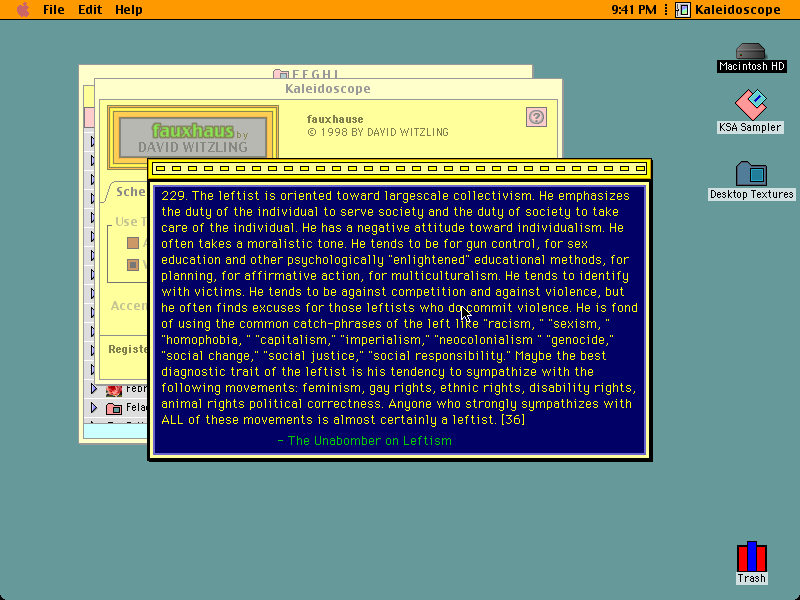 File Edit Help
9:41 PM
Kaleidoscope
Macintosh HD
KSA Sampler
Desktop Textures
Trash
Kaleidoscope
fauxhaus by
DAVID WITZLING
fauxhause
© 1998 BY DAVID WITZLING
?
Sche
Use T
Accen
Registe
229. The leftist is oriented toward largescale collectivism. He emphasizes
the duty of the individual to serve society and the duty of society to take
care of the individual. He has a negative attitude toward individualism. He
often takes a moralistic tone. He tends to be for gun control, for sex
education and other psychologically "enlightened" educational methods, for
planning, for affirmative action, for multiculturalism. He tends to identify
with victims. He tends to be against competition and against violence, but
he often finds excuses for those leftists who do commit violence. He is fond
of using the common catch-phrases of the left like "racism, " "sexism, "
"homophobia, " "capitalism," "imperialism," "neocolonialism " "genocide,"
"social change," "social justice," "social responsibility." Maybe the best
diagnostic trait of the leftist is his tendency to sympathize with the
following movements: feminism, gay rights, ethnic rights, disability rights,
animal rights political correctness. Anyone who strongly sympathizes with
ALL of these movements is almost certainly a leftist. [36]
- The Unabomber on Leftism
Febr
Felac